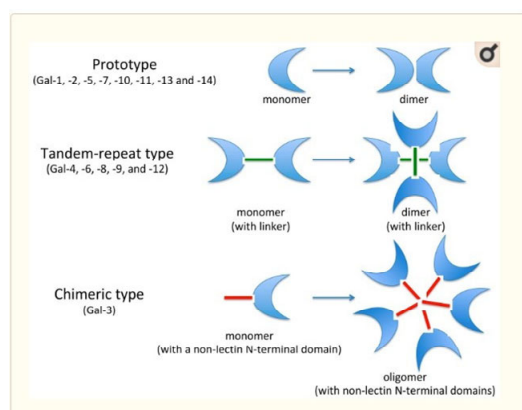 Prototype
(Gal-1, -2, -5, -7, -10, -11, -13 and -14)
monomer
dimer
Tandem-repeat type
(Gal-4, -6, -8, -9, and -12)
monomer
(with linker)
dimer
(with linker)
Chimeric type
(Gal-3)
monomer
(with a non-lectin N-terminal domain)
oligomer
(with non-lectin N-terminal domains)